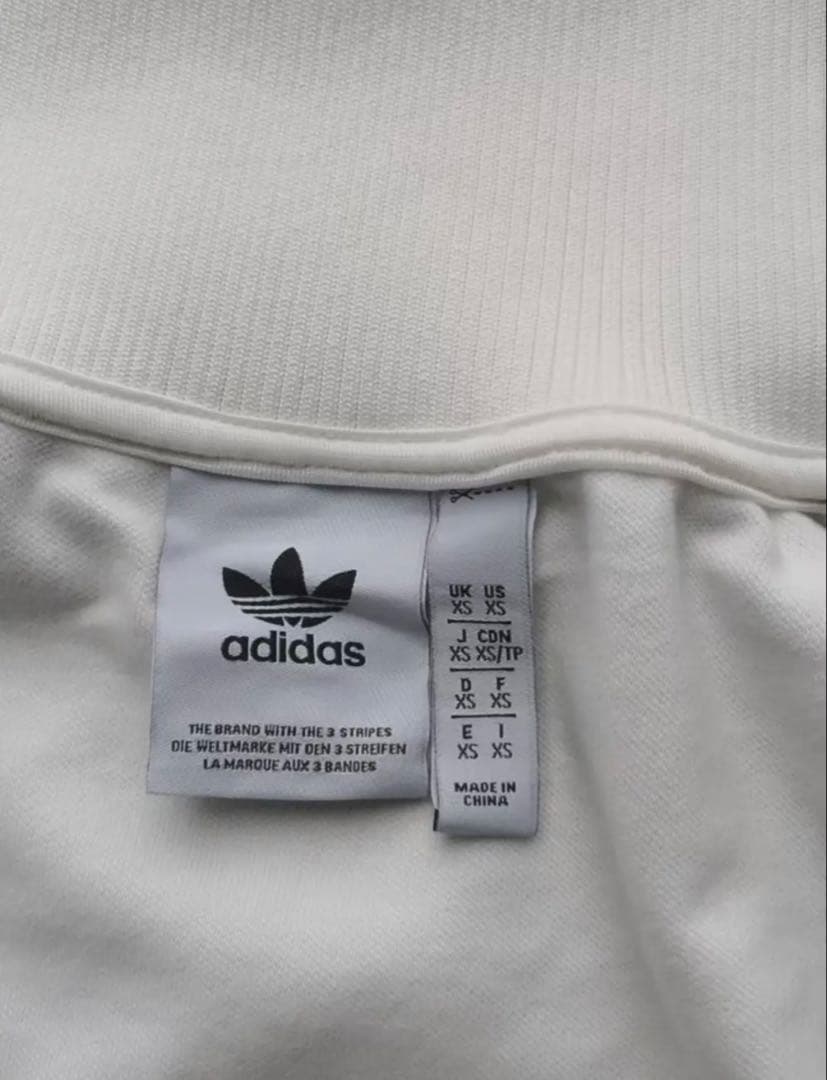 adidas
THE BRAND WITH THE 3 STRIPES
DIE WELTMARKE MIT DEN 3 STREIFEN
LA MARQUE AUX 3 BANDES
UK US
XS XS
J CDN
XS XS/TP
D F
XS XS
E I
XS XS
MADE IN
CHINA